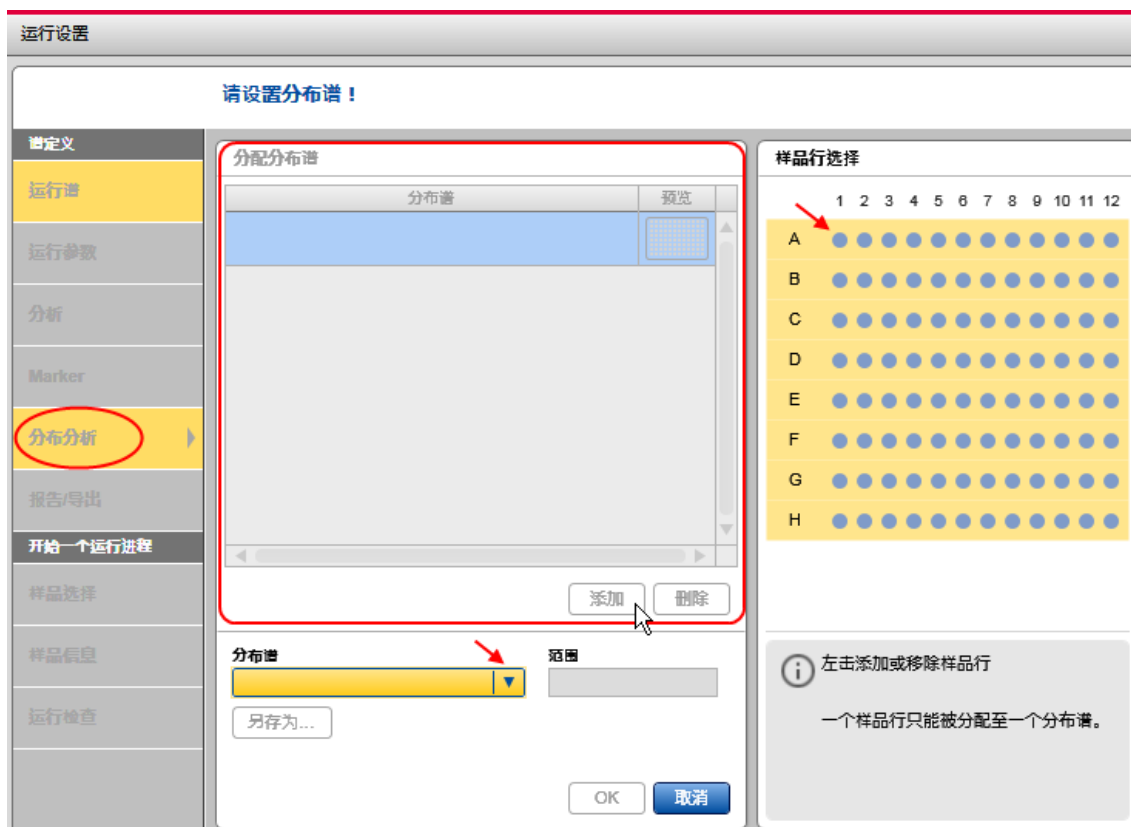 运行设置
请设置分布谱！
谱定义
运行谱
运行参数
分析
Marker
分布分析
报告/导出
开始一个运行进程
样品选择
样品信息
运行检查
分配分布谱
分布谱 预览
添加 删除
分布谱 范围
另存为...
OK 取消
样品行选择
1 2 3 4 5 6 7 8 9 10 11 12
A
B
C
D
E
F
G
H
左击添加或移除样品行
一个样品行只能被分配至一个分布谱。